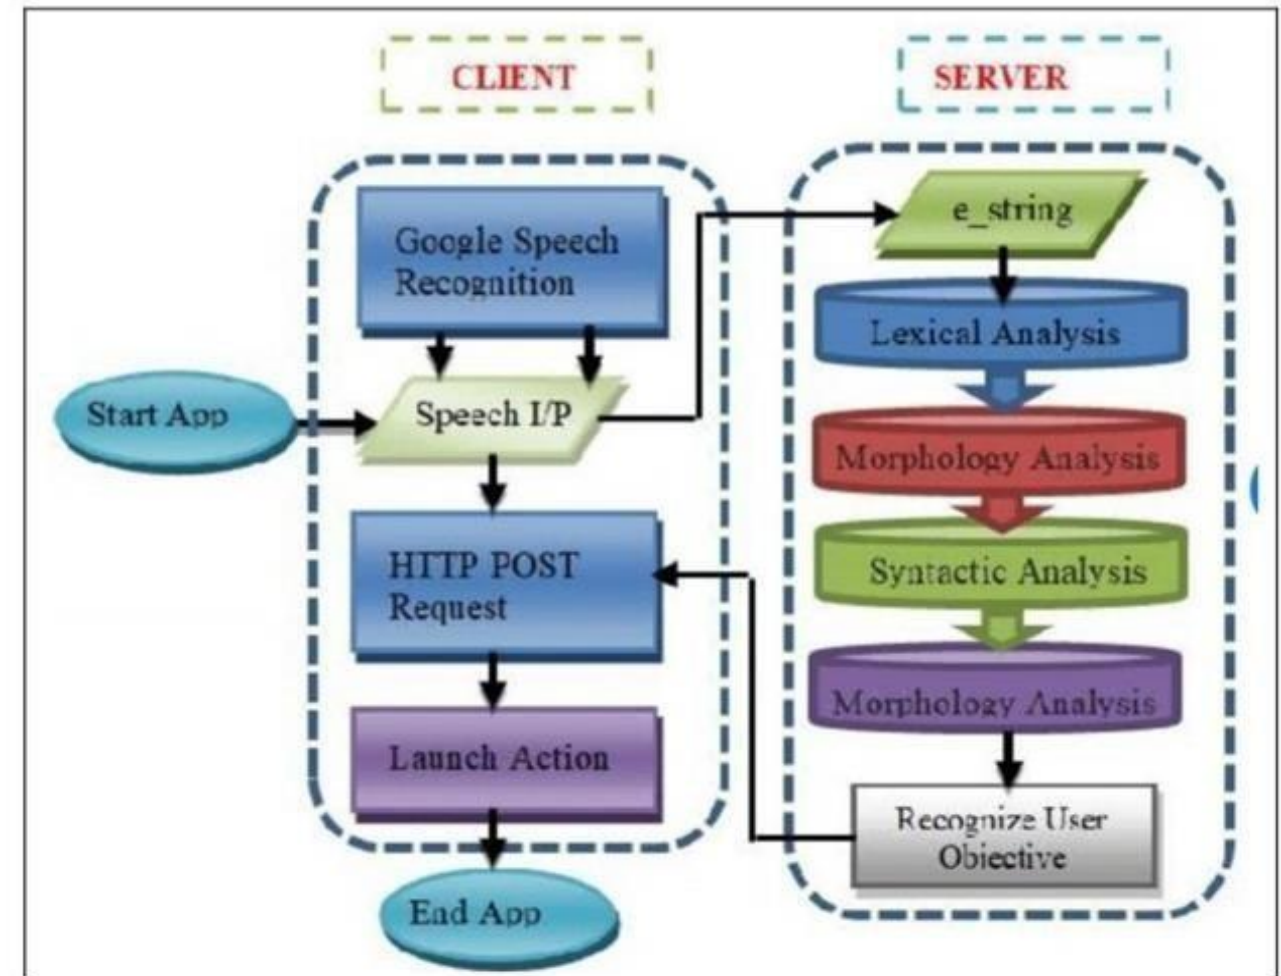 CLIENT
SERVER
Google Speech
Recognition
e_string
Lexical Analysis
Start App
Speech I/P
Morphology Analysis
HTTP POST
Request
Syntactic Analysis
Morphology Analysis
Launch Action
Recognize User
Objective
End App